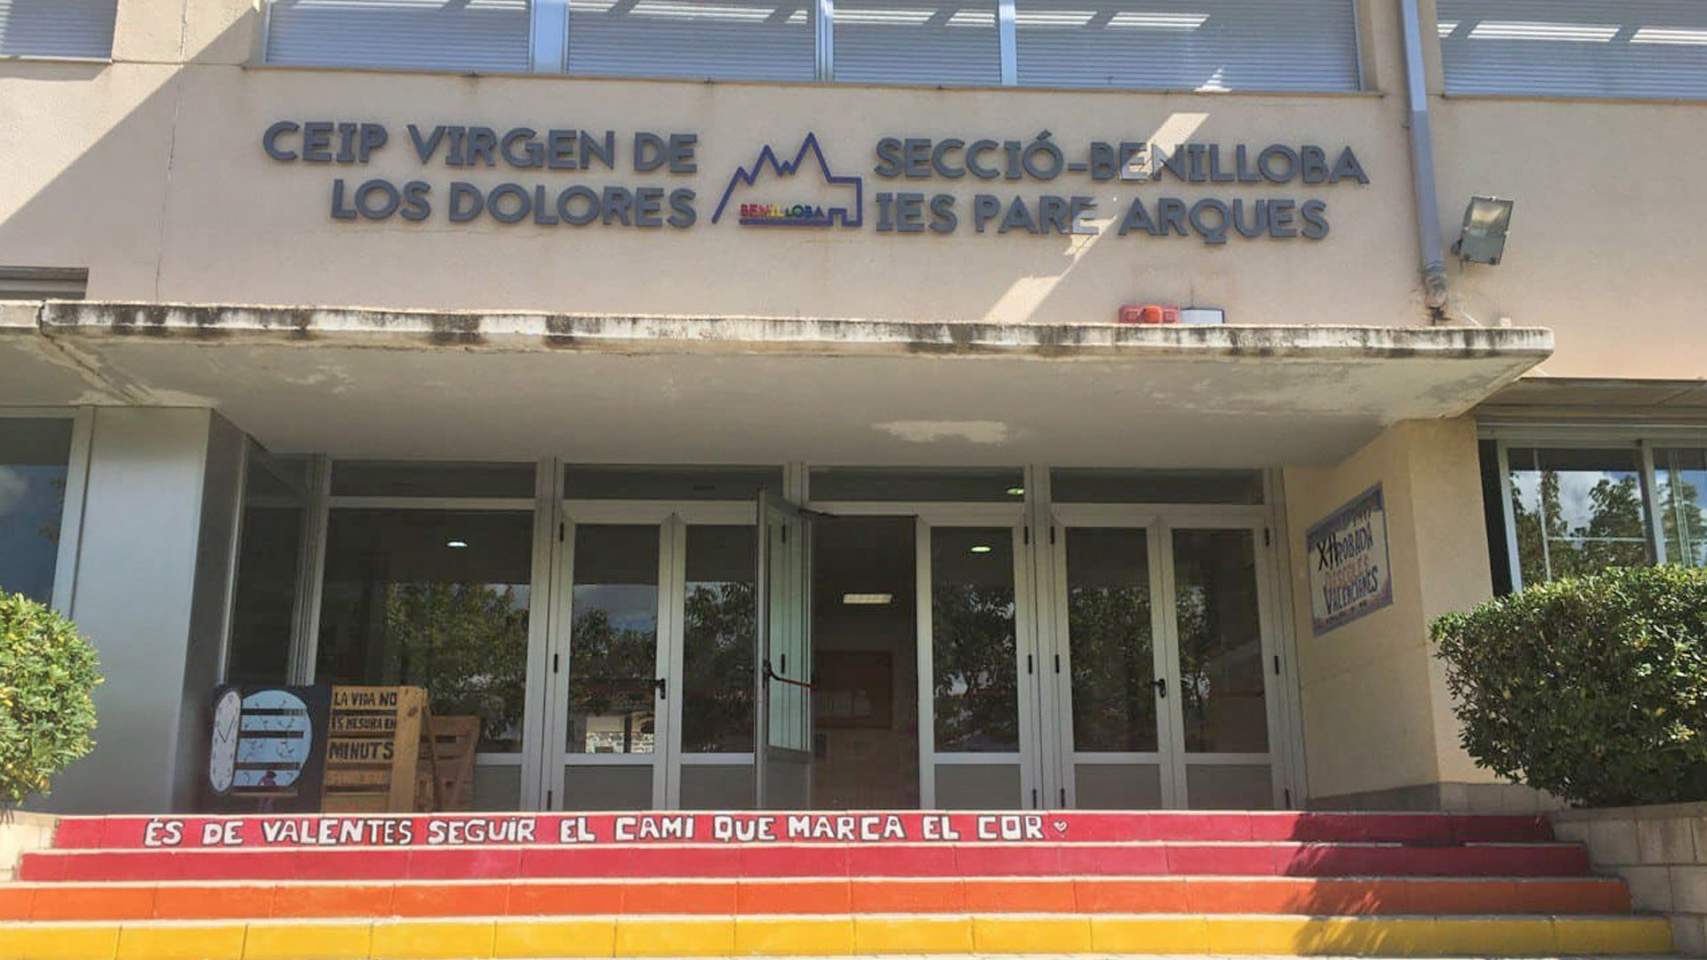 CEIP VIRGEN DE
LOS DOLORES
BENILLOBA
SECCIÓ-BENILLOBA
IES PARE ARQUES
XII TROBADA
D'ESCOLES
VALENCIANES
LA VIDA NO
ES MESURA EN
MINUTS
ÉS DE VALENTES SEGUIR EL CAMÍ QUE MARCA EL COR